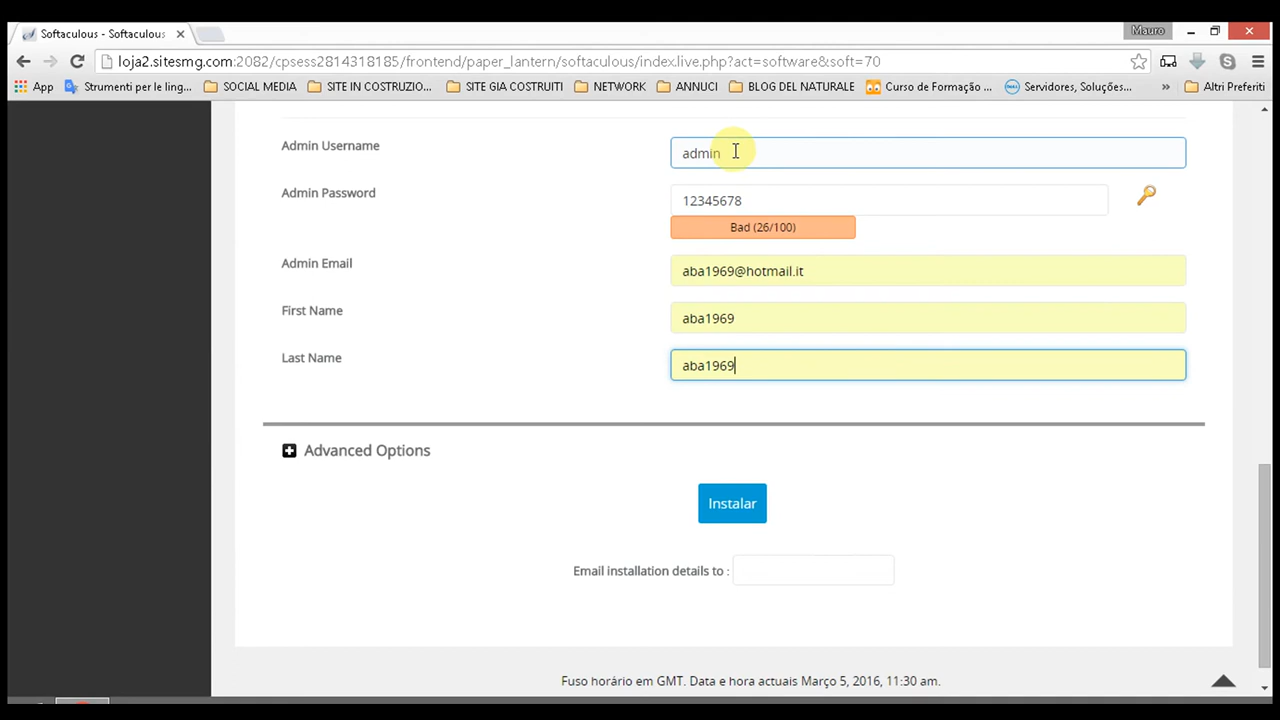 Softaculous - Softaculous
Mauro
loja2.sitesmg.com:2082/cpsess2814318185/frontend/paper_lantern/softaculous/index.live.php?act=software&soft=70
App Strumenti per le ling... SOCIAL MEDIA SITE IN COSTRUZIO... SITE GIA COSTRUITI NETWORK ANNUCI BLOG DEL NATURALE Curso de Formação ... Servidores, Soluções... » Altri Preferiti
Admin Username admin
Admin Password 12345678
Bad (26/100)
Admin Email aba1969@hotmail.it
First Name aba1969
Last Name aba1969
Advanced Options
Instalar
Email installation details to :
Fuso horário em GMT. Data e hora actuais Março 5, 2016, 11:30 am.